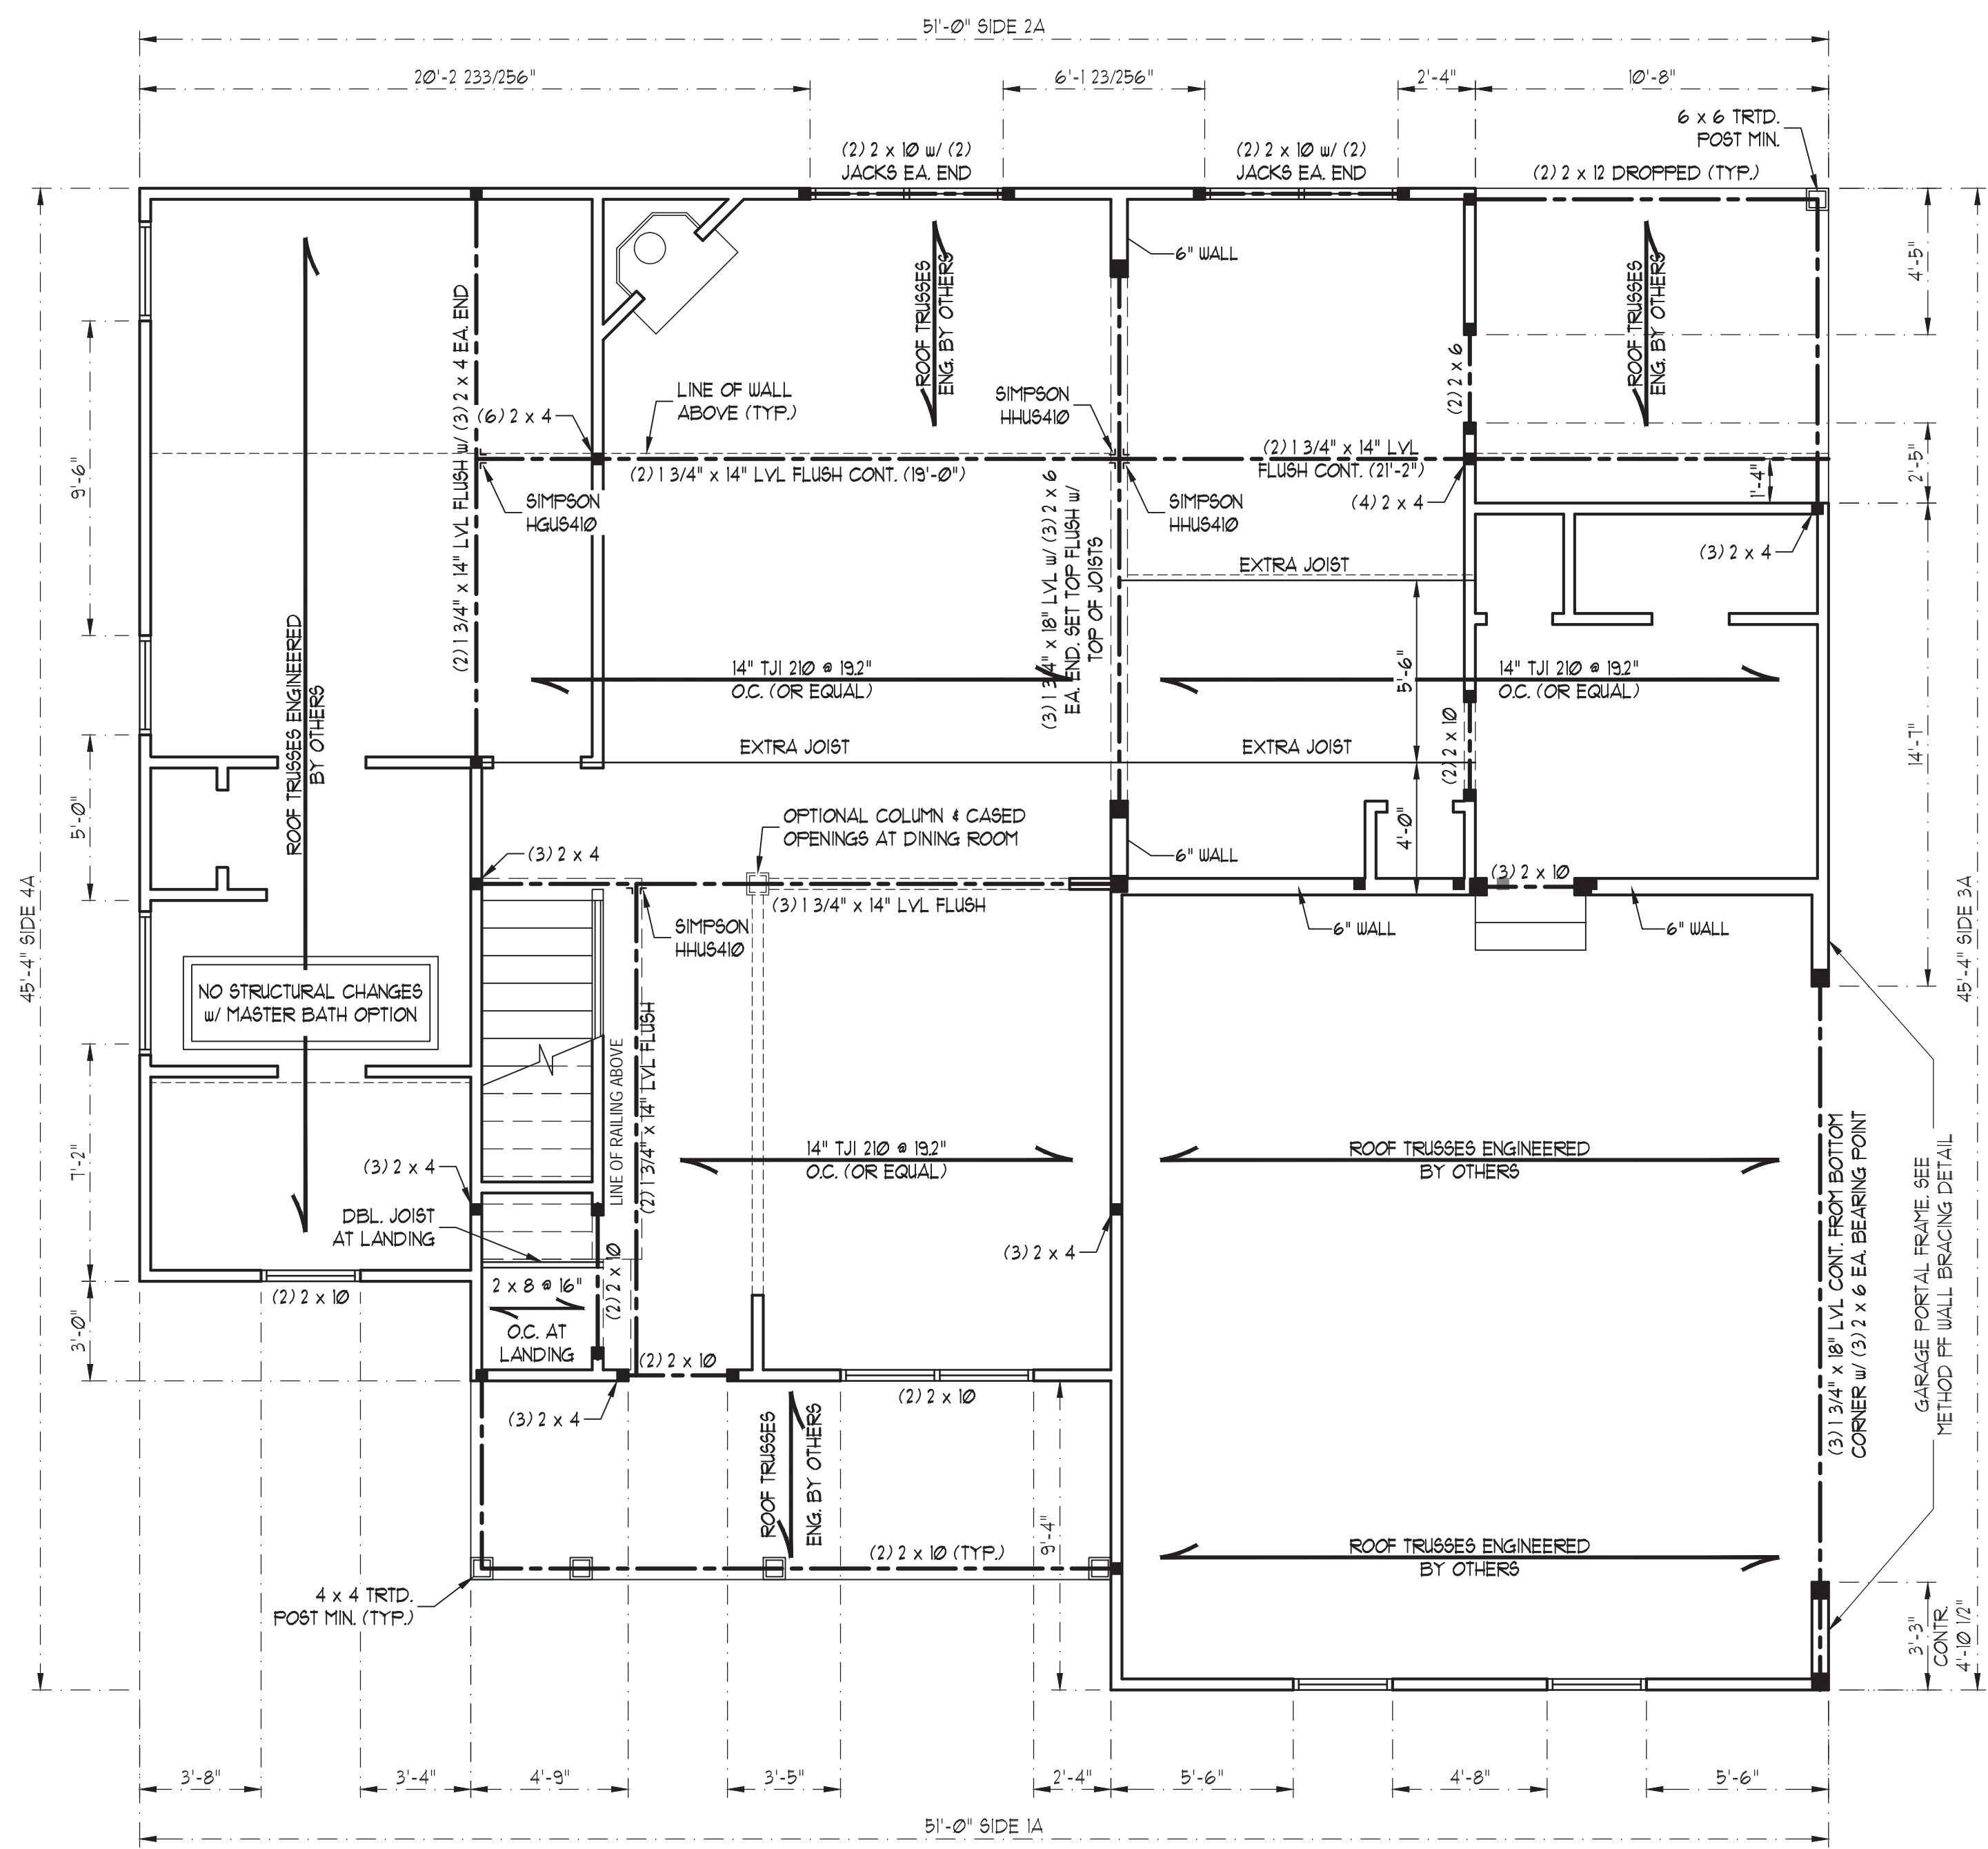 51'-0" SIDE 2A
20'-2 233/256"
6'-1 23/256"
2'-4"
10'-8"
6 x 6 TRTD.
POST MIN.
(2) 2 x 10 w/ (2)
JACKS EA. END
(2) 2 x 10 w/ (2)
JACKS EA. END
(2) 2 x 12 DROPPED (TYP.)
6" WALL
ROOF TRUSSES
ENG. BY OTHERS
ROOF TRUSSES
ENG. BY OTHERS
4'-5"
(2) 1 3/4" x 14" LVL FLUSH w/ (3) 2 x 4 EA. END
LINE OF WALL
ABOVE (TYP.)
(6) 2 x 4
SIMPSON
HHUS410
(2) 2 x 6
(2) 1 3/4" x 14" LVL FLUSH CONT. (19'-0")
(2) 1 3/4" x 14" LVL
FLUSH CONT. (21'-2")
9'-6"
2'-5"
1'-4"
SIMPSON
HGUS410
SIMPSON
HHUS410
(4) 2 x 4
(3) 1 3/4" x 18" LVL w/ (3) 2 x 6
EA. END. SET TOP FLUSH w/
TOP OF JOISTS
(3) 2 x 4
EXTRA JOIST
ROOF TRUSSES ENGINEERED
BY OTHERS
14" TJI 210 @ 19.2"
O.C. (OR EQUAL)
5'-6"
14" TJI 210 @ 19.2"
O.C. (OR EQUAL)
(2) 2 x 10
14'-7"
EXTRA JOIST
EXTRA JOIST
5'-0"
OPTIONAL COLUMN & CASED
OPENINGS AT DINING ROOM
4'-0"
(3) 2 x 4
6" WALL
(3) 2 x 10
(3) 1 3/4" x 14" LVL FLUSH
SIMPSON
HHUS410
6" WALL
6" WALL
45'-4" SIDE 4A
45'-4" SIDE 3A
NO STRUCTURAL CHANGES
w/ MASTER BATH OPTION
LINE OF RAILING ABOVE
(2) 1 3/4" x 14" LVL FLUSH
7'-2"
(3) 2 x 4
14" TJI 210 @ 19.2"
O.C. (OR EQUAL)
ROOF TRUSSES ENGINEERED
BY OTHERS
DBL. JOIST
AT LANDING
(3) 2 x 4
(2) 2 x 10
2 x 8 @ 16"
O.C. AT
LANDING
(2) 2 x 10
3'-0"
(2) 2 x 10
(2) 2 x 10
(3) 2 x 4
(3) 1 3/4" x 18" LVL CONT. FROM BOTTOM
CORNER w/ (3) 2 x 6 EA. BEARING POINT
GARAGE PORTAL FRAME. SEE
METHOD PF WALL BRACING DETAIL
ROOF TRUSSES
ENG. BY OTHERS
9'-4"
(2) 2 x 10 (TYP.)
ROOF TRUSSES ENGINEERED
BY OTHERS
4 x 4 TRTD.
POST MIN. (TYP.)
3'-3"
CONTR.
4'-10 1/2"
3'-8"
3'-4"
4'-9"
3'-5"
2'-4"
5'-6"
4'-8"
5'-6"
51'-0" SIDE 1A